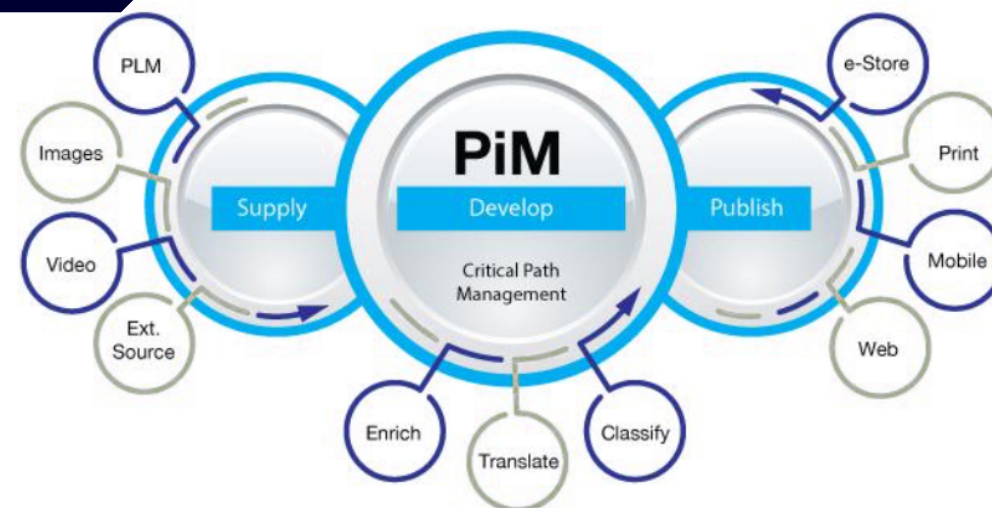 PLM
Images
Video
Ext.
Source
Supply
PiM
Develop
Critical Path
Management
Enrich
Translate
Classify
Publish
e-Store
Print
Mobile
Web